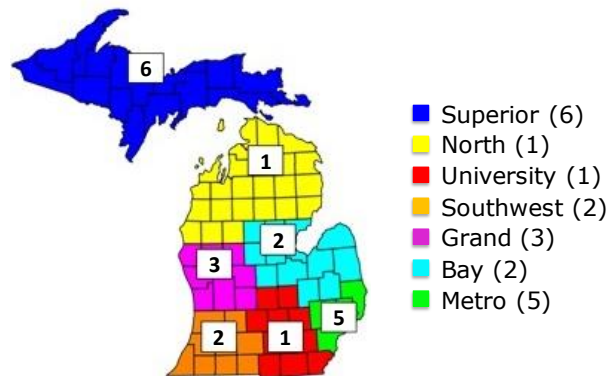 6
1
2
3
5
2
1
Superior (6)
North (1)
University (1)
Southwest (2)
Grand (3)
Bay (2)
Metro (5)